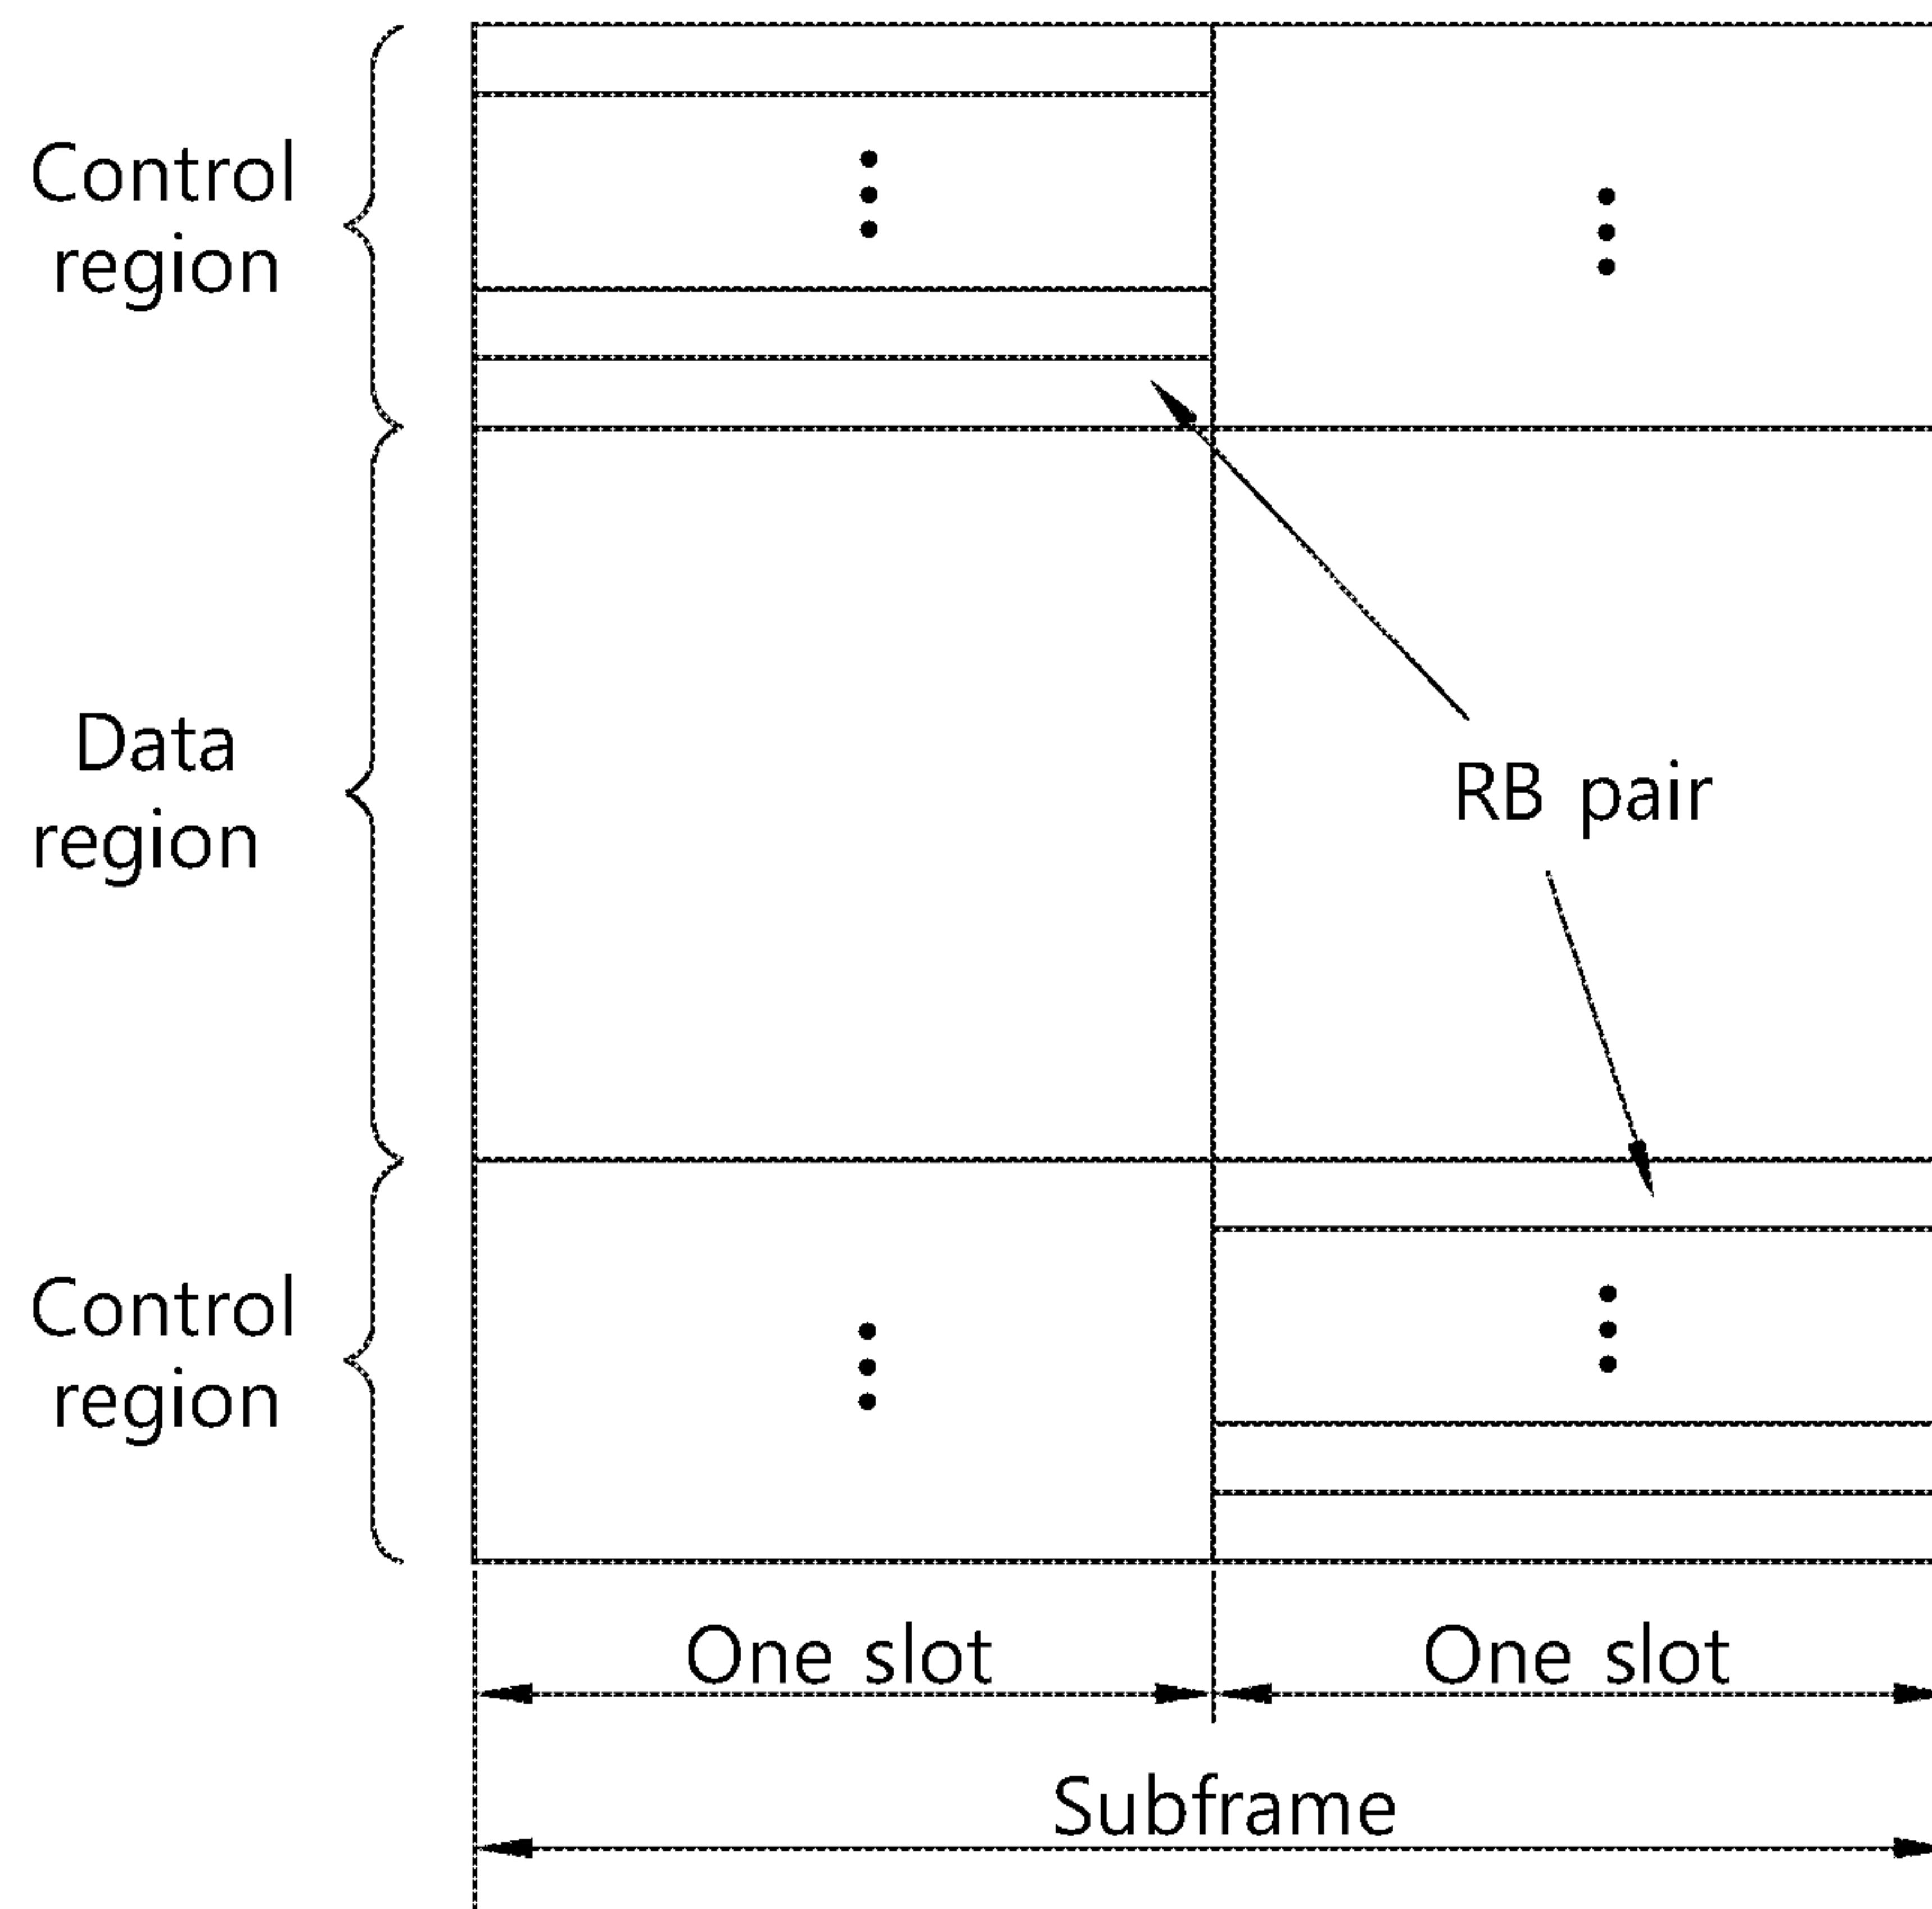 Control
region
Data
region
RB pair
Control
region
One slot
One slot
Subframe